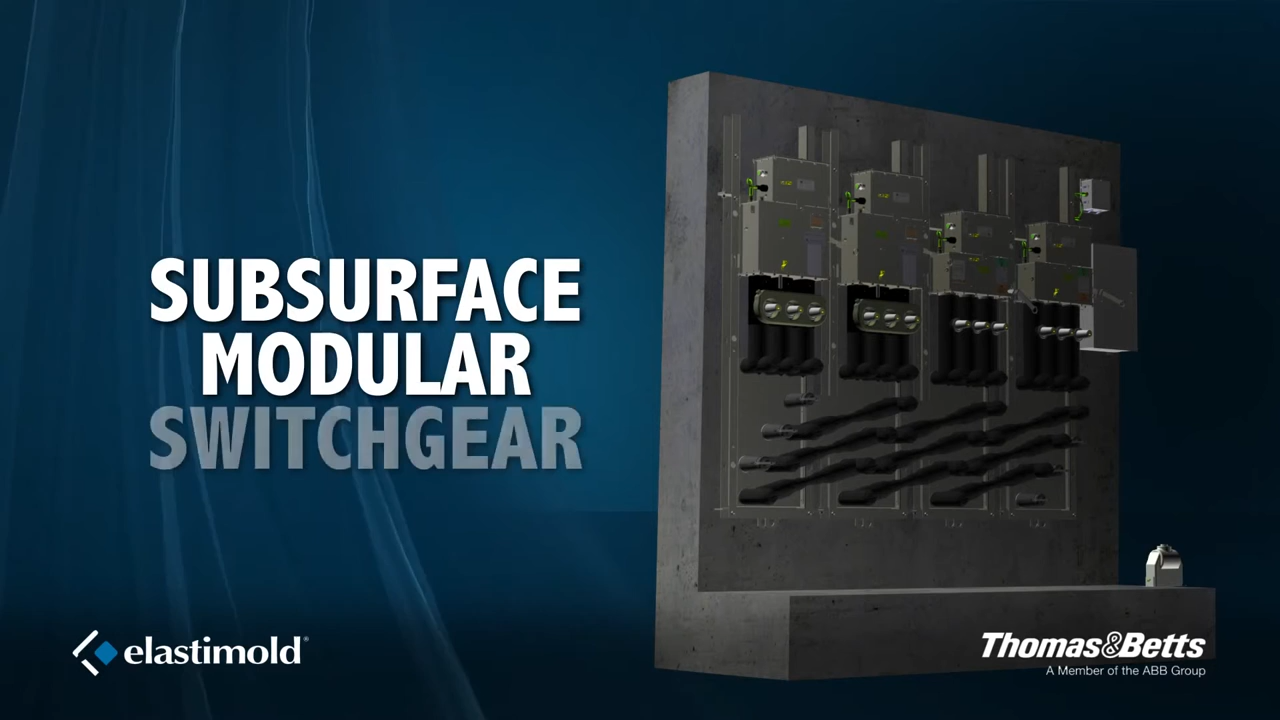 SUBSURFACE
MODULAR
SWITCHGEAR
elastimold®
Thomas&Betts
A Member of the ABB Group